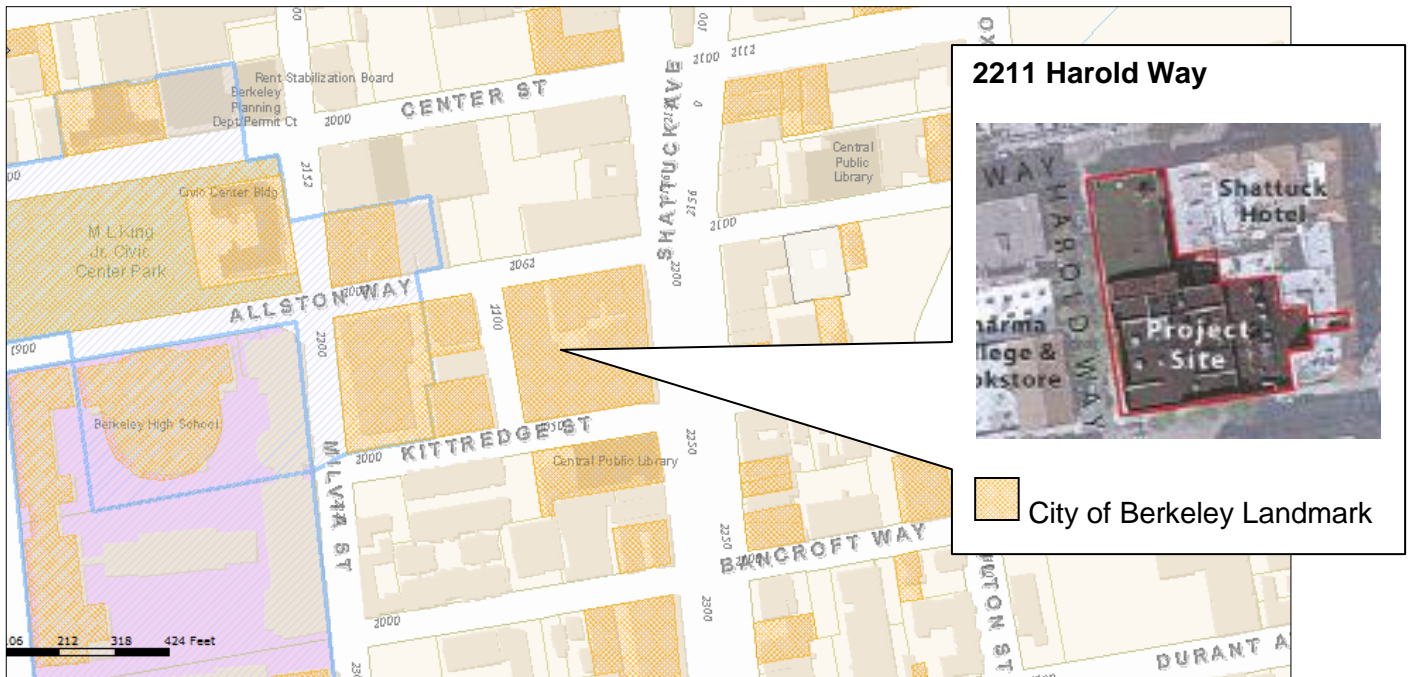 Rent Stabilization Board
Berkeley
Planning
Dept/Permit Ct
2000
CENTER ST
2100
2112
SHATTUCK AVE
2152
Civic Center Bldg
Central
Public
Library
M L King
Jr. Civic
Center Park
2062
2100
2200
ALLSTON WAY
1900
2200
Berkeley High School
2000
KITTREDGE ST
Central Public Library
2250
MILVIA ST
2250
BANCROFT WAY
2300
2000
DURANT A
212
318
424 Feet
2211 Harold Way
WAY
HAROLD WAY
Shattuck
Hotel
Project
Site
City of Berkeley Landmark